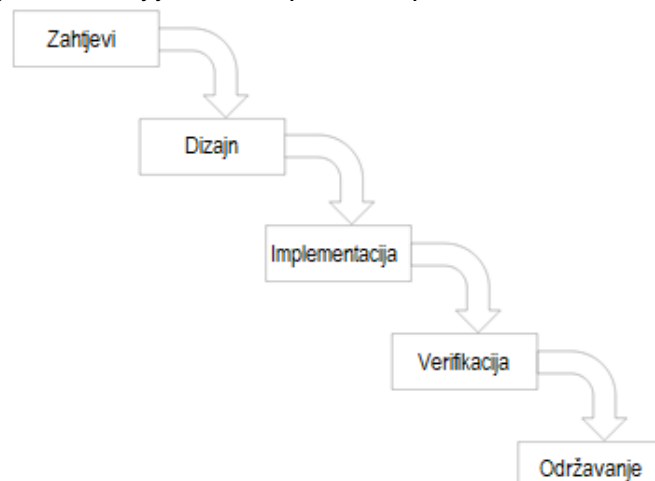 Zahtjevi
Dizajn
Implementacija
Verifikacija
Održavanje